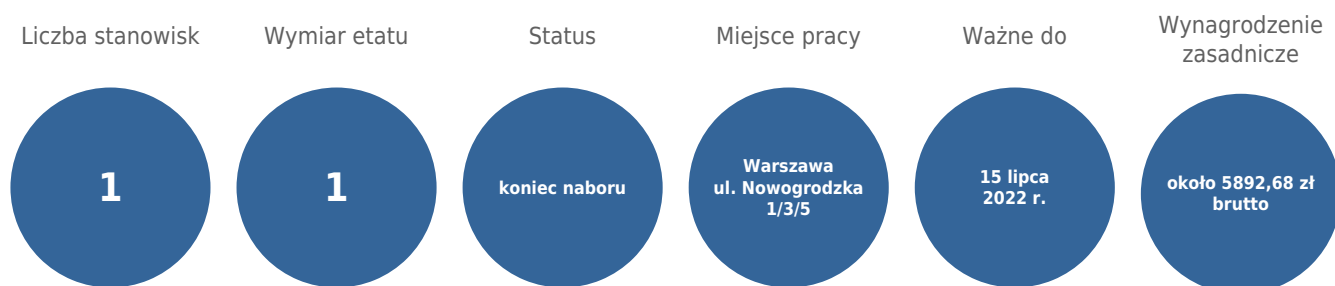 Liczba stanowisk
Wymiar etatu
Status
Miejsce pracy
Ważne do
Wynagrodzenie
zasadnicze
1
1
koniec naboru
Warszawa
ul. Nowogrodzka
1/3/5
15 lipca
2022 r.
około 5892,68 zł
brutto